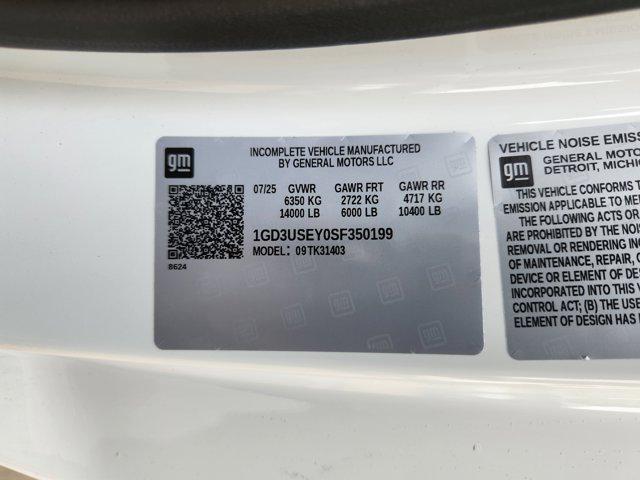 gm
INCOMPLETE VEHICLE MANUFACTURED
BY GENERAL MOTORS LLC
07/25 GVWR GAWR FRT GAWR RR
6350 KG 2722 KG 4717 KG
14000 LB 6000 LB 10400 LB
1GD3USEY0SF350199
MODEL: 09TK31403
8624
VEHICLE NOISE EMISS
gm
GENERAL MOTO
DETROIT, MICHIG
THIS VEHICLE CONFORMS T
EMISSION APPLICABLE TO ME
THE FOLLOWING ACTS OR
ARE PROHIBITED BY THE NOIS
REMOVAL OR RENDERING IN
OF MAINTENANCE, REPAIR, O
DEVICE OR ELEMENT OF DES
INCORPORATED INTO THIS V
CONTROL ACT; (B) THE USE
ELEMENT OF DESIGN HAS